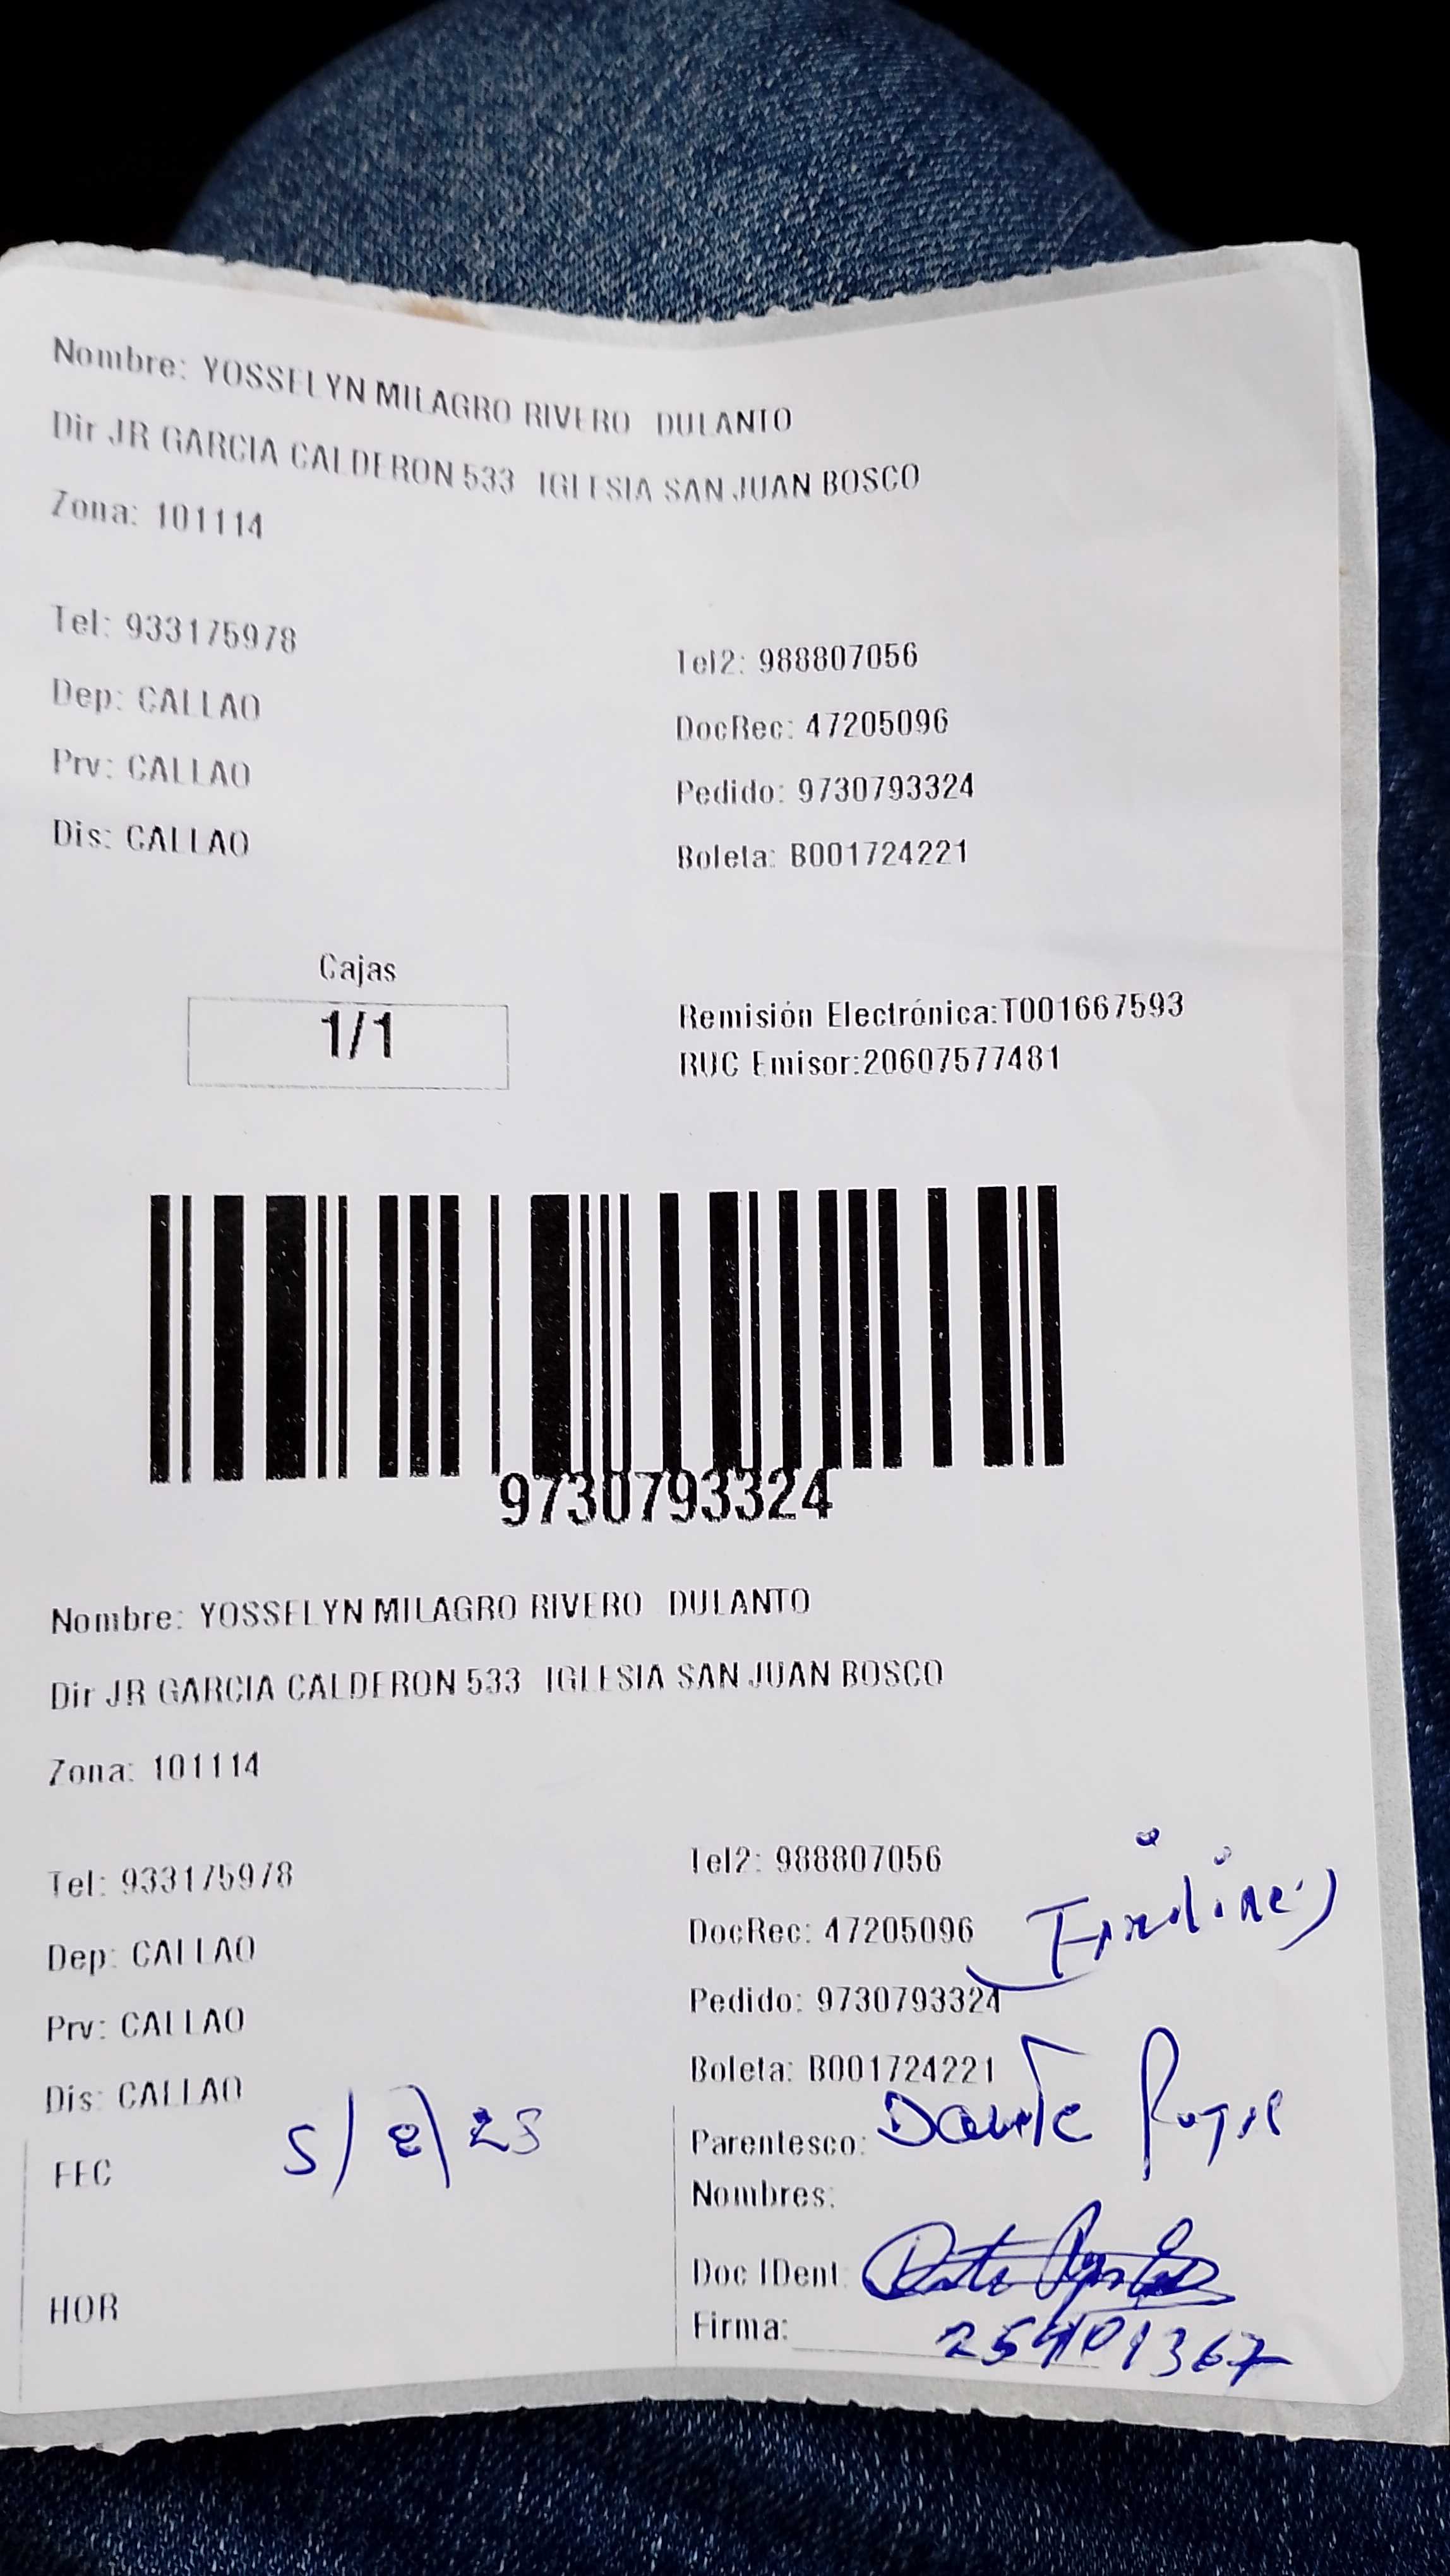 Nombre: YOSSELYN MILAGRO RIVERO DULANTO
Dir JR GARCIA CALDERON 533 IGLESIA SAN JUAN BOSCO
Zona: 101114
Tel: 933175978
Tel2: 988807056
Dep: CALLAO
DocRec: 47205096
Prv: CALLAO
Pedido: 9730793324
Dis: CALLAO
Boleta: B001724221
Cajas
1/1
Remisión Electrónica:T001667593
RUC Emisor:20607577481
9730793324
Nombre: YOSSELYN MILAGRO RIVERO DULANTO
Dir JR GARCIA CALDERON 533 IGLESIA SAN JUAN BOSCO
Zona: 101114
Tel: 933175978
Tel2: 988807056
Dep: CALLAO
DocRec: 47205096
Prv: CALLAO
Pedido: 9730793324
Dis: CALLAO
Boleta: B001724221
FEC
Parentesco:
Nombres:
Doc IDent:
HOR
Firma: